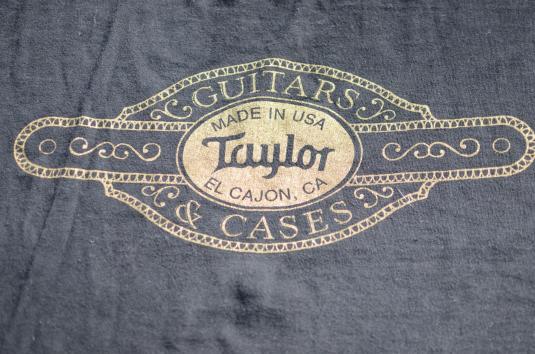 GUITARS
MADE IN USA
Taylor
EL CAJON, CA
& CASES